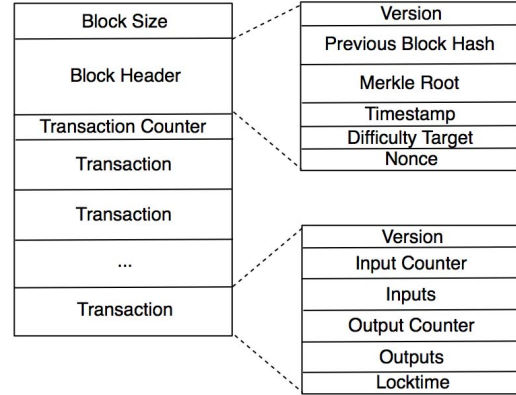 Block Size
Block Header
Transaction Counter
Transaction
Transaction
...
Transaction
Version
Previous Block Hash
Merkle Root
Timestamp
Difficulty Target
Nonce
Version
Input Counter
Inputs
Output Counter
Outputs
Locktime